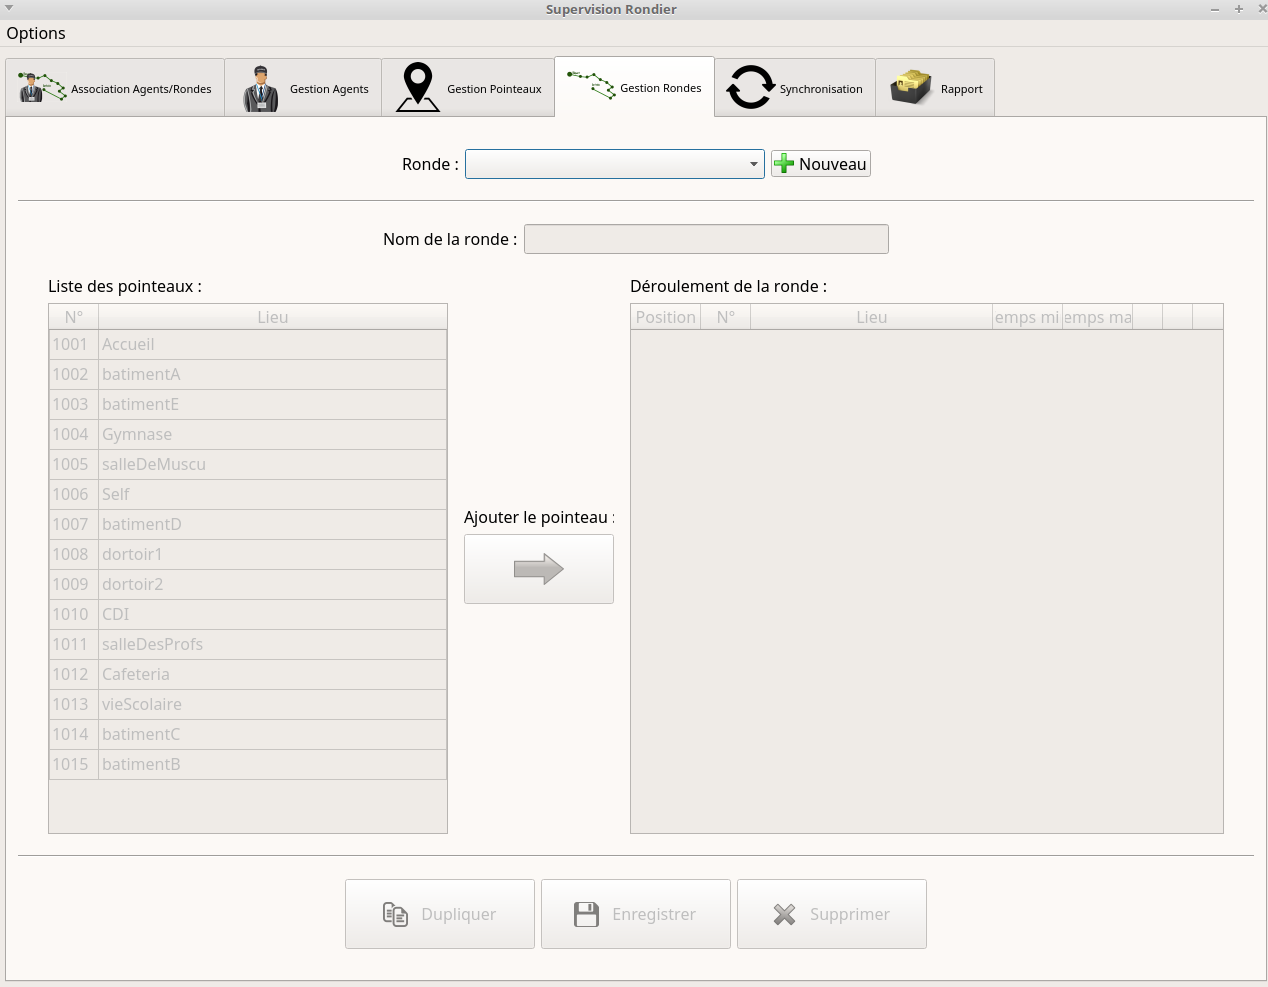 Supervision Rondier
Options
Association Agents/Rondes Gestion Agents Gestion Pointeaux Gestion Rondes Synchronisation Rapport
Ronde : Nouveau
Nom de la ronde :
Liste des pointeaux : Déroulement de la ronde :
N° Lieu Position N° Lieu emps mi emps ma
1001 Accueil
1002 batimentA
1003 batimentE
1004 Gymnase
1005 salleDeMuscu
1006 Self
1007 batimentD
1008 dortoir1
1009 dortoir2
1010 CDI
1011 salleDesProfs
1012 Cafeteria
1013 vieScolaire
1014 batimentC
1015 batimentB
Ajouter le pointeau :
Dupliquer Enregistrer Supprimer